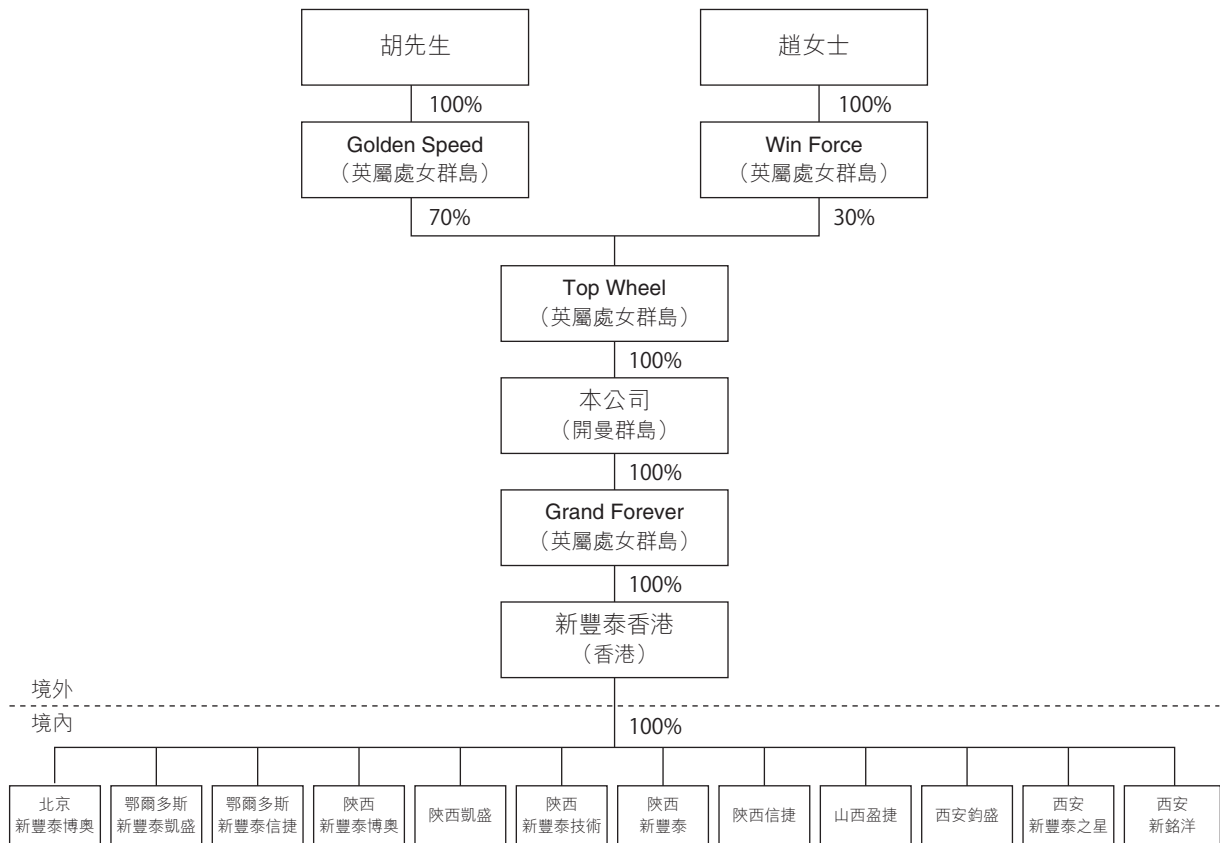 胡先生
趙女士
100%
100%
Golden Speed
（英屬處女群島）
Win Force
（英屬處女群島）
70%
30%
Top Wheel
（英屬處女群島）
100%
本公司
（開曼群島）
100%
Grand Forever
（英屬處女群島）
100%
新豐泰香港
（香港）
境外
境內
100%
北京
新豐泰博奧
鄂爾多斯
新豐泰凱盛
鄂爾多斯
新豐泰信捷
陝西
新豐泰博奧
陝西凱盛
陝西
新豐泰技術
陝西
新豐泰
陝西信捷
山西盈捷
西安鈞盛
西安
新豐泰之星
西安
新銘洋